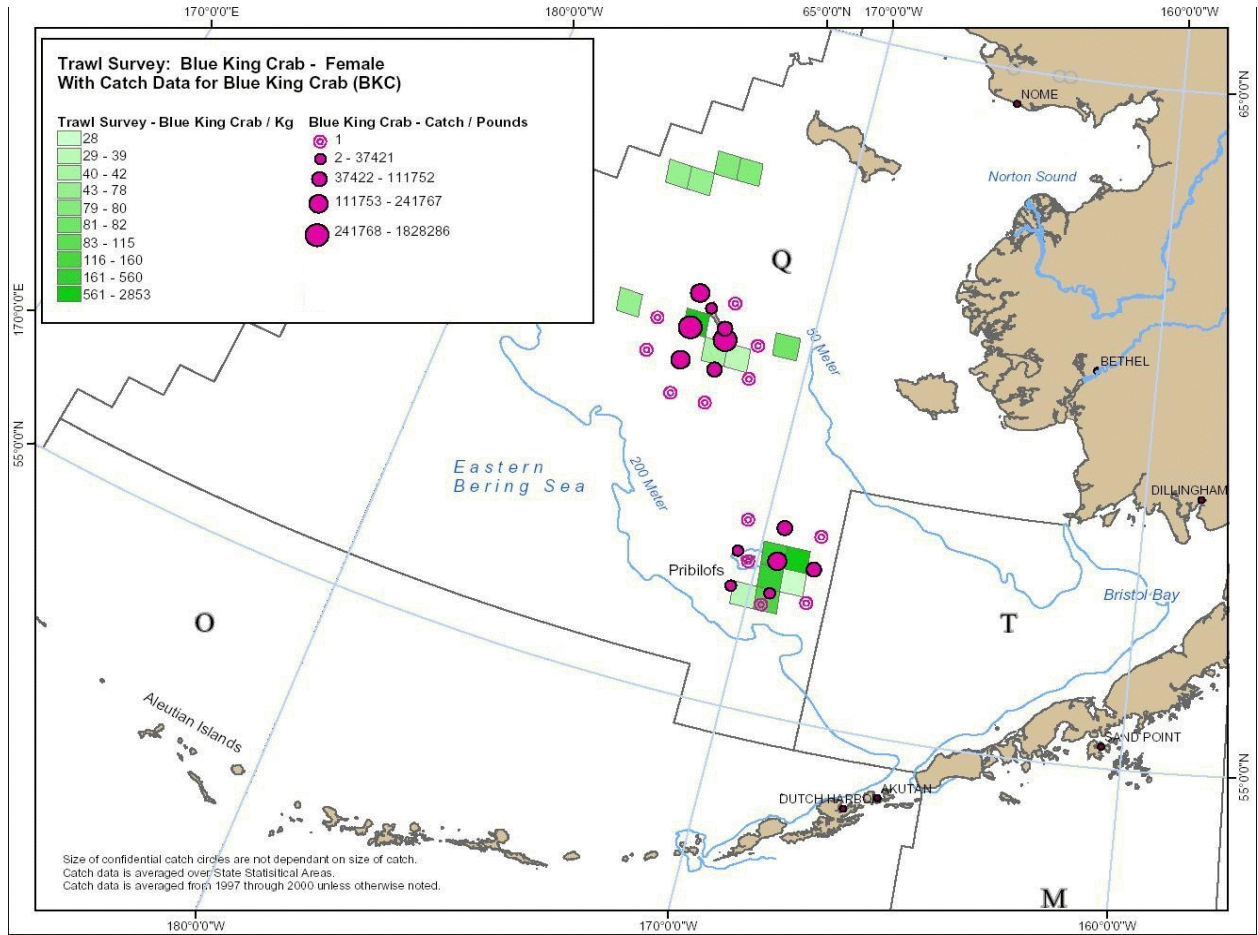 170°0'0"E
180°0'0"W
65°0'0"N
170°0'0"W
160°0'0"W
Trawl Survey: Blue King Crab - Female
With Catch Data for Blue King Crab (BKC)
Trawl Survey - Blue King Crab / Kg
28
29 - 39
40 - 42
43 - 78
79 - 80
81 - 82
83 - 115
116 - 160
161 - 560
561 - 2853
Blue King Crab - Catch / Pounds
1
2 - 37421
37422 - 111752
111753 - 241767
241768 - 1828286
NOME
65°0'0"N
Norton Sound
Q
170°0'0"E
50 Meter
BETHEL
55°0'0"N
Eastern
Bering Sea
200 Meter
DILLINGHAM
Pribilofs
Bristol Bay
O
T
Aleutian Islands
SAND POINT
55°0'0"N
AKUTAN
DUTCH HARBOR
Size of confidential catch circles are not dependant on size of catch.
Catch data is averaged over State Statisitical Areas.
Catch data is averaged from 1997 through 2000 unless otherwise noted.
M
180°0'0"W
170°0'0"W
160°0'0"W